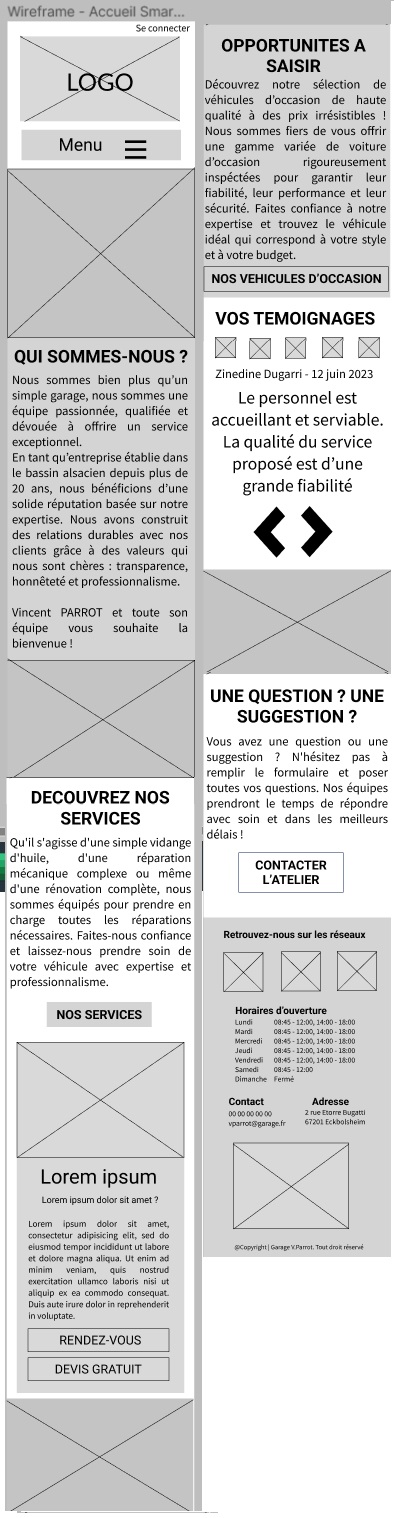 Wireframe - Accueil Smar...
Se connecter
LOGO
Menu
QUI SOMMES-NOUS ?
Nous sommes bien plus qu'un
simple garage, nous sommes une
équipe passionnée, qualifiée et
dévouée à offrir un service
exceptionnel.
En tant qu'entreprise établie dans
le bassin alsacien depuis plus de
20 ans, nous bénéficions d'une
solide réputation basée sur notre
expertise. Nous avons construit
des relations durables avec nos
clients grâce à des valeurs qui
nous sont chères : transparence,
honnêteté et professionnalisme.
Vincent PARROT et toute son
équipe vous souhaite la
bienvenue !
DECOUVREZ NOS
SERVICES
Qu'il s'agisse d'une simple vidange
d'huile, d'une réparation
mécanique complexe ou même
d'une rénovation complète, nous
sommes équipés pour prendre en
charge toutes les réparations
nécessaires. Faites-nous confiance
et laissez-nous prendre soin de
votre véhicule avec expertise et
professionnalisme.
NOS SERVICES
Lorem ipsum
Lorem ipsum dolor sit amet ?
Lorem ipsum dolor sit amet,
consectetur adipisicing elit, sed do
eiusmod tempor incididunt ut labore
et dolore magna aliqua. Ut enim ad
minim veniam, quis nostrud
exercitation ullamco laboris nisi ut
aliquip ex ea commodo consequat.
Duis aute irure dolor in reprehenderit
in voluptate.
RENDEZ-VOUS
DEVIS GRATUIT
OPPORTUNITES A
SAISIR
Découvrez notre sélection de
véhicules d'occasion de haute
qualité à des prix irrésistibles !
Nous sommes fiers de vous offrir
une gamme variée de voiture
d'occasion rigoureusement
inspéctées pour garantir leur
fiabilité, leur performance et leur
sécurité. Faites confiance à notre
expertise et trouvez le véhicule
idéal qui correspond à votre style
et à votre budget.
NOS VEHICULES D'OCCASION
VOS TEMOIGNAGES
Zinedine Dugarri - 12 juin 2023
Le personnel est
accueillant et serviable.
La qualité du service
proposé est d'une
grande fiabilité
UNE QUESTION ? UNE
SUGGESTION ?
Vous avez une question ou une
suggestion ? N'hésitez pas à
remplir le formulaire et poser
toutes vos questions. Nos équipes
prendront le temps de répondre
avec soin et dans les meilleurs
délais !
CONTACTER
L'ATELIER
Retrouvez-nous sur les réseaux
Horaires d'ouverture
Lundi 08:45 - 12:00, 14:00 - 18:00
Mardi 08:45 - 12:00, 14:00 - 18:00
Mercredi 08:45 - 12:00, 14:00 - 18:00
Jeudi 08:45 - 12:00, 14:00 - 18:00
Vendredi 08:45 - 12:00, 14:00 - 18:00
Samedi 08:45 - 12:00
Dimanche Fermé
Contact
00 00 00 00 00
vparrot@garage.fr
Adresse
2 rue Etorre Bugatti
67201 Eckbolsheim
@Copyright | Garage V.Parrot. Tout droit réservé